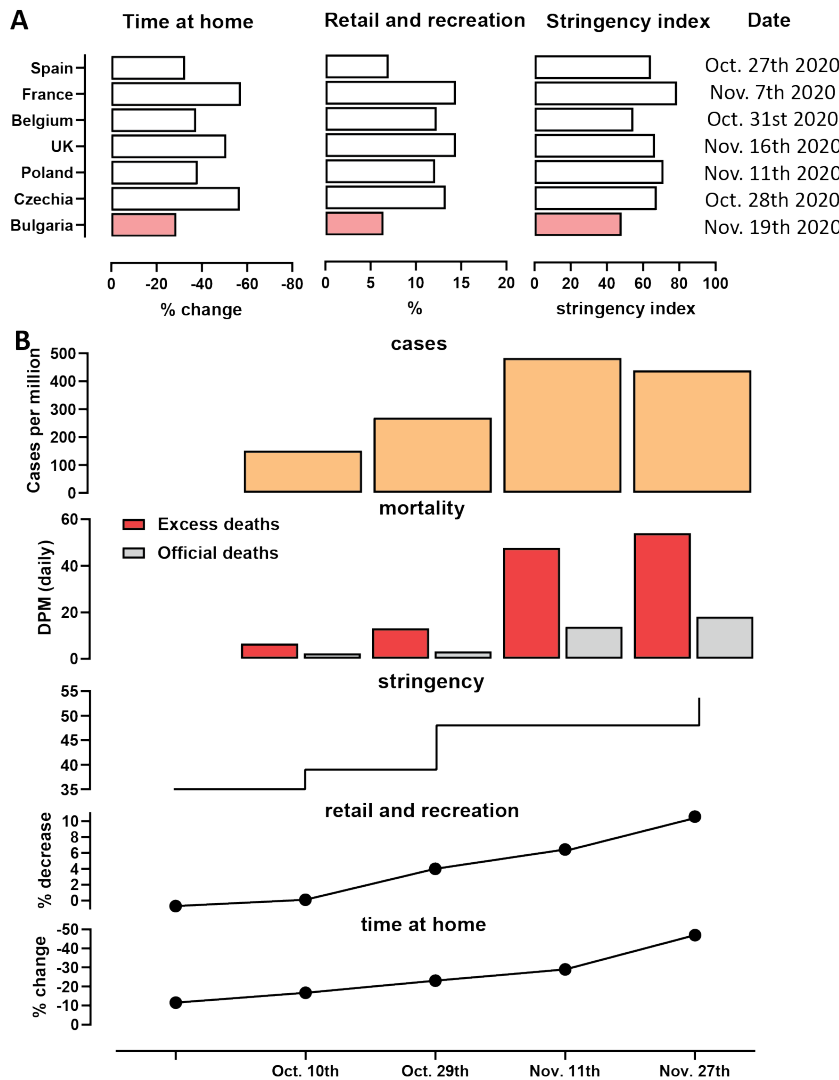 A
Time at home
Retail and recreation
Stringency index
Date
Spain
Oct. 27th 2020
France
Nov. 7th 2020
Belgium
Oct. 31st 2020
UK
Nov. 16th 2020
Poland
Nov. 11th 2020
Czechia
Oct. 28th 2020
Bulgaria
Nov. 19th 2020
0 -20 -40 -60 -80
0 5 10 15 20
0 20 40 60 80 100
% change
%
stringency index
B
cases
Cases per million
500
400
300
200
100
0
mortality
DPM (daily)
60
40
20
0
Excess deaths
Official deaths
stringency
55
50
45
40
35
retail and recreation
% decrease
10
8
6
4
2
0
time at home
% change
-50
-40
-30
-20
-10
0
Oct. 10th Oct. 29th Nov. 11th Nov. 27th